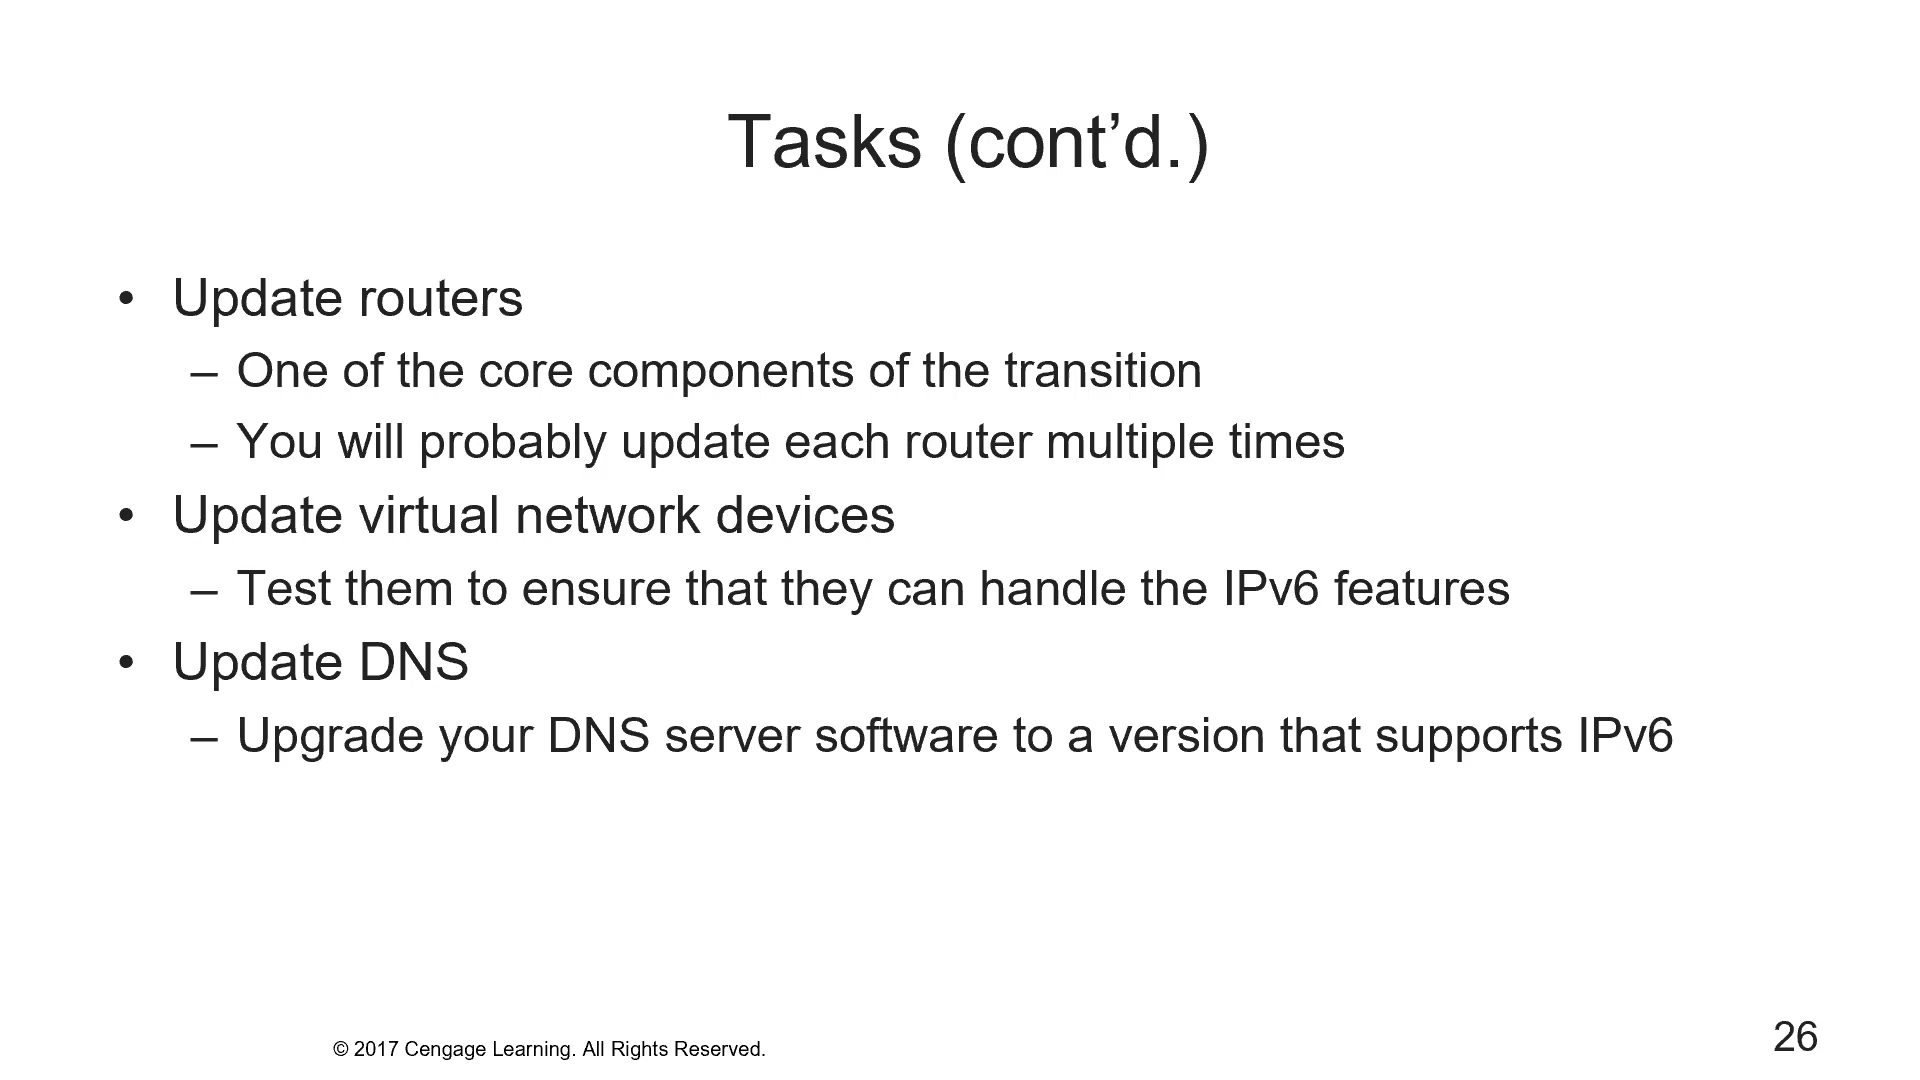 Tasks (cont’d.)
• Update routers
– One of the core components of the transition
– You will probably update each router multiple times
• Update virtual network devices
– Test them to ensure that they can handle the IPv6 features
• Update DNS
– Upgrade your DNS server software to a version that supports IPv6
© 2017 Cengage Learning. All Rights Reserved.
26